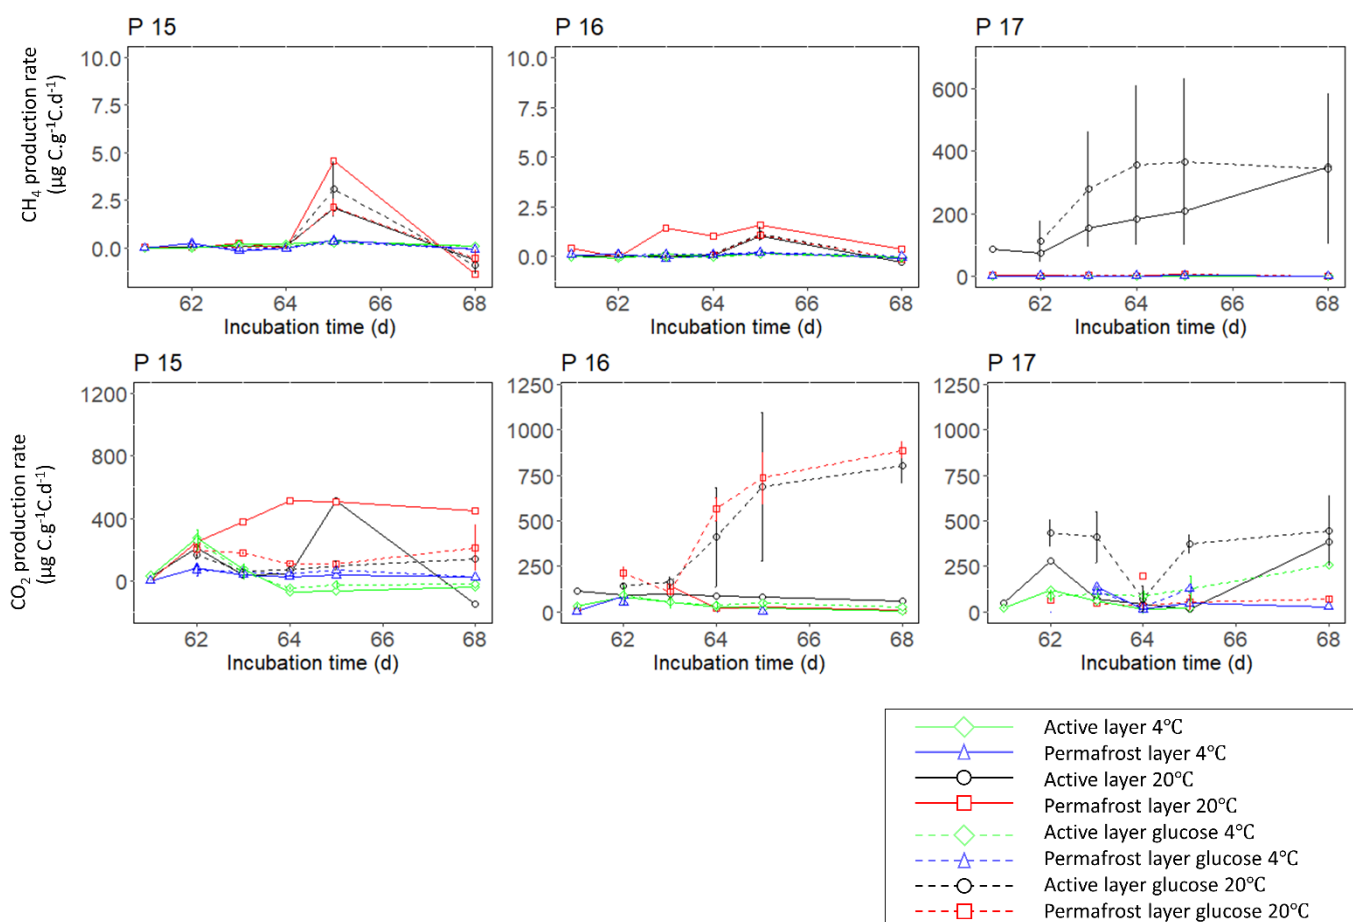 P 15
P 16
P 17
CH₄ production rate
(µg C.g⁻¹C.d⁻¹)
10.0
7.5
5.0
2.5
0.0
62 64 66 68
Incubation time (d)
10.0
7.5
5.0
2.5
0.0
62 64 66 68
Incubation time (d)
600
400
200
0
62 64 66 68
Incubation time (d)
P 15
P 16
P 17
CO₂ production rate
(µg C.g⁻¹C.d⁻¹)
1200
800
400
0
62 64 66 68
Incubation time (d)
1250
1000
750
500
250
0
62 64 66 68
Incubation time (d)
1250
1000
750
500
250
0
62 64 66 68
Incubation time (d)
Active layer 4℃
Permafrost layer 4℃
Active layer 20℃
Permafrost layer 20℃
Active layer glucose 4℃
Permafrost layer glucose 4℃
Active layer glucose 20℃
Permafrost layer glucose 20℃